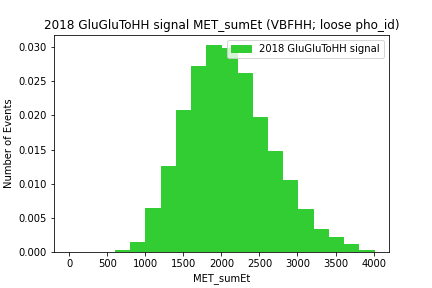 2018 GluGluToHH signal MET_sumEt (VBFHH; loose pho_id)
2018 GluGluToHH signal
Number of Events
0.030
0.025
0.020
0.015
0.010
0.005
0.000
0 500 1000 1500 2000 2500 3000 3500 4000
MET_sumEt